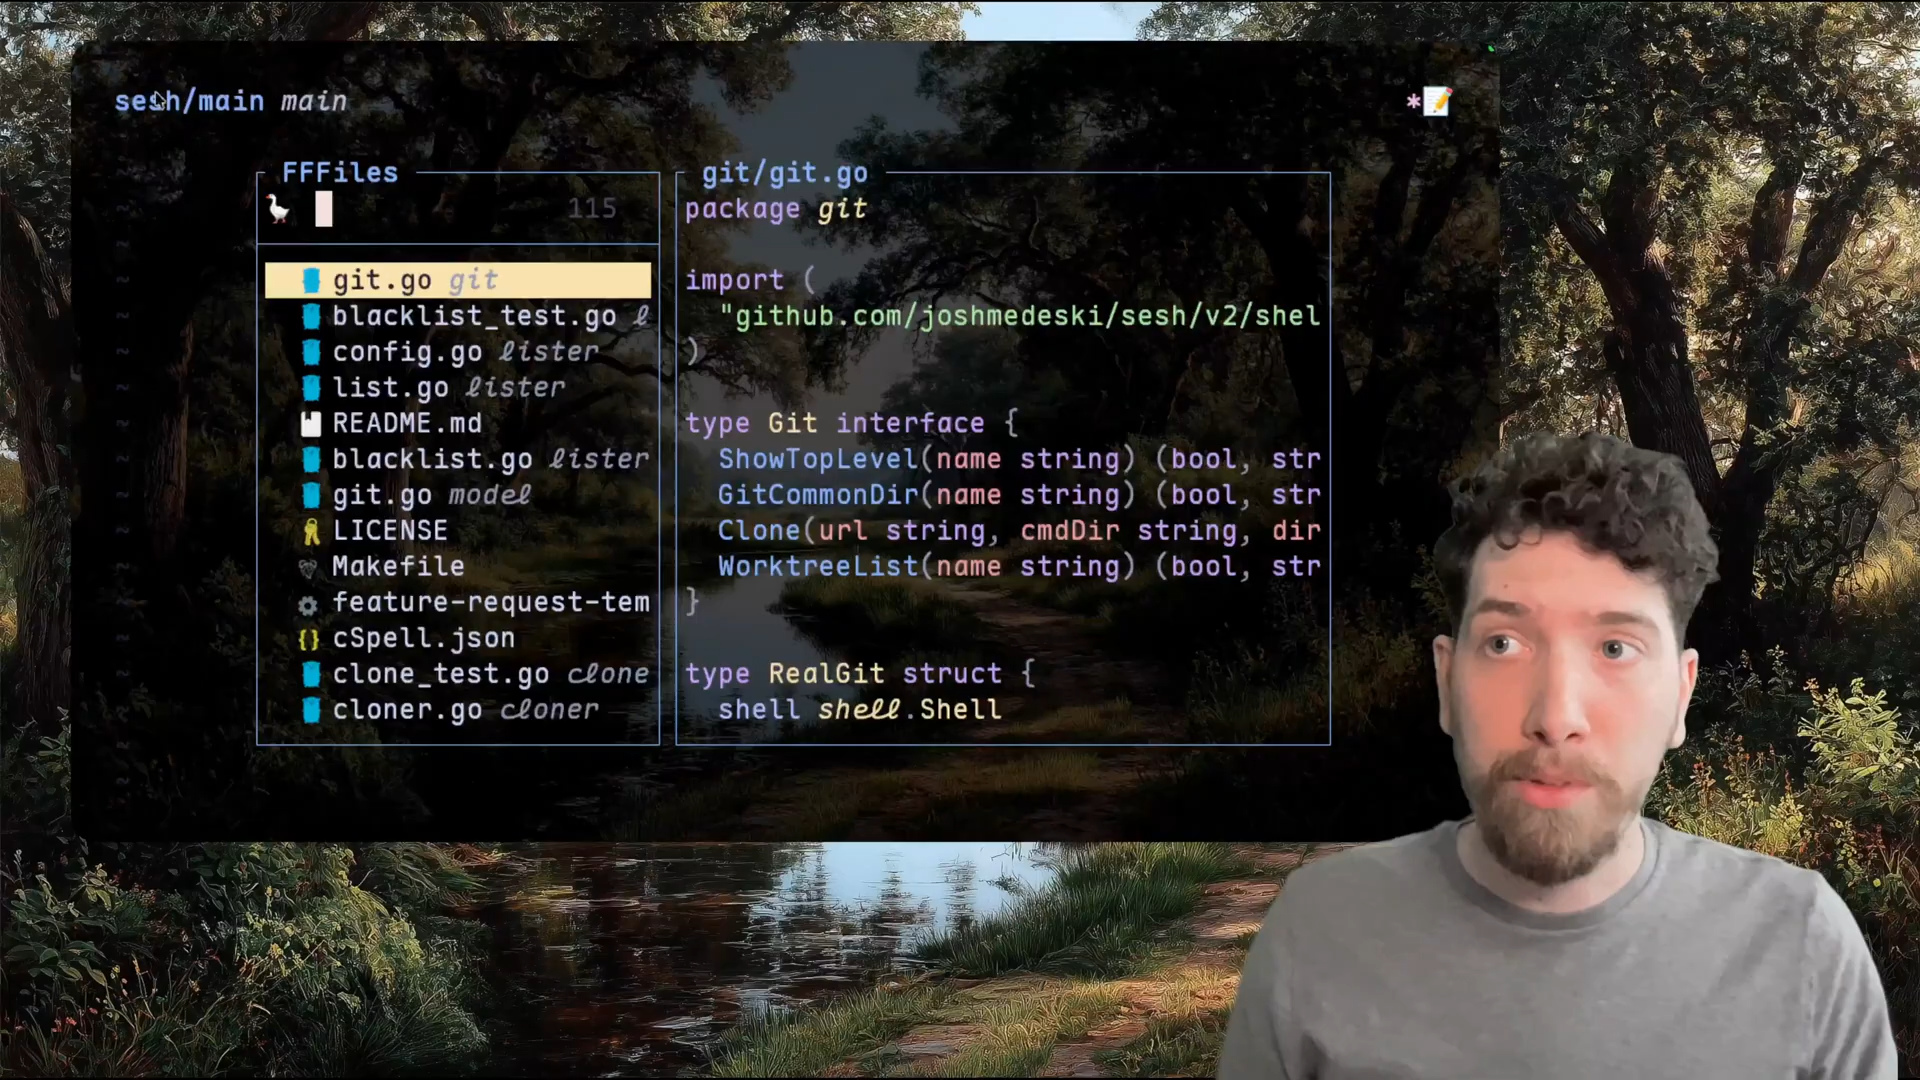 sesh/main main
*
FFFiles
115
git.go git
blacklist_test.go l
config.go lister
list.go lister
README.md
blacklist.go lister
git.go model
LICENSE
Makefile
feature-request-tem
cSpell.json
clone_test.go clone
cloner.go cloner
git/git.go
package git
import (
"github.com/joshmedeski/sesh/v2/shel
)
type Git interface {
ShowTopLevel(name string) (bool, str
GitCommonDir(name string) (bool, str
Clone(url string, cmdDir string, dir
WorktreeList(name string) (bool, str
}
type RealGit struct {
shell shell.Shell